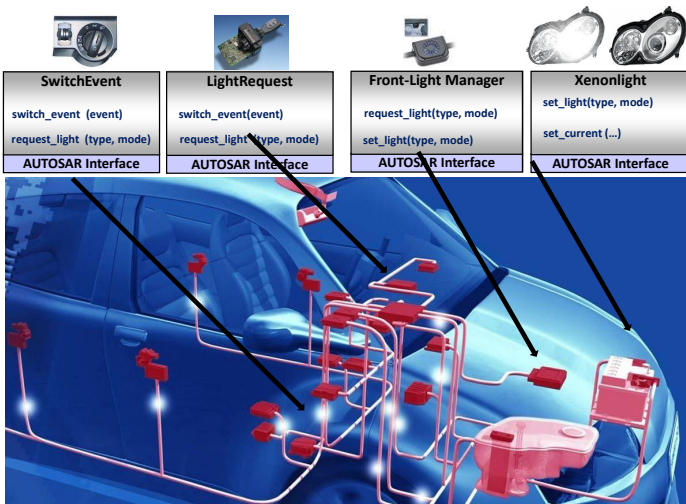 SwitchEvent
switch_event (event)
request_light (type, mode)
AUTOSAR Interface
LightRequest
switch_event(event)
request_light (type, mode)
AUTOSAR Interface
Front-Light Manager
request_light(type, mode)
set_light(type, mode)
AUTOSAR Interface
Xenonlight
set_light(type, mode)
set_current (...)
AUTOSAR Interface